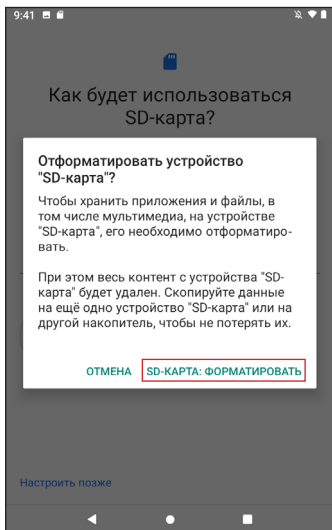 9:41
Как будет использоваться
SD-карта?
Отформатировать устройство
"SD-карта"?
Чтобы хранить приложения и файлы, в
том числе мультимедиа, на устройстве
"SD-карта", его необходимо отформатиро-
вать.
При этом весь контент с устройства "SD-
карта" будет удален. Скопируйте данные
на ещё одно устройство "SD-карта" или на
другой накопитель, чтобы не потерять их.
ОТМЕНА SD-КАРТА: ФОРМАТИРОВАТЬ
Настроить позже